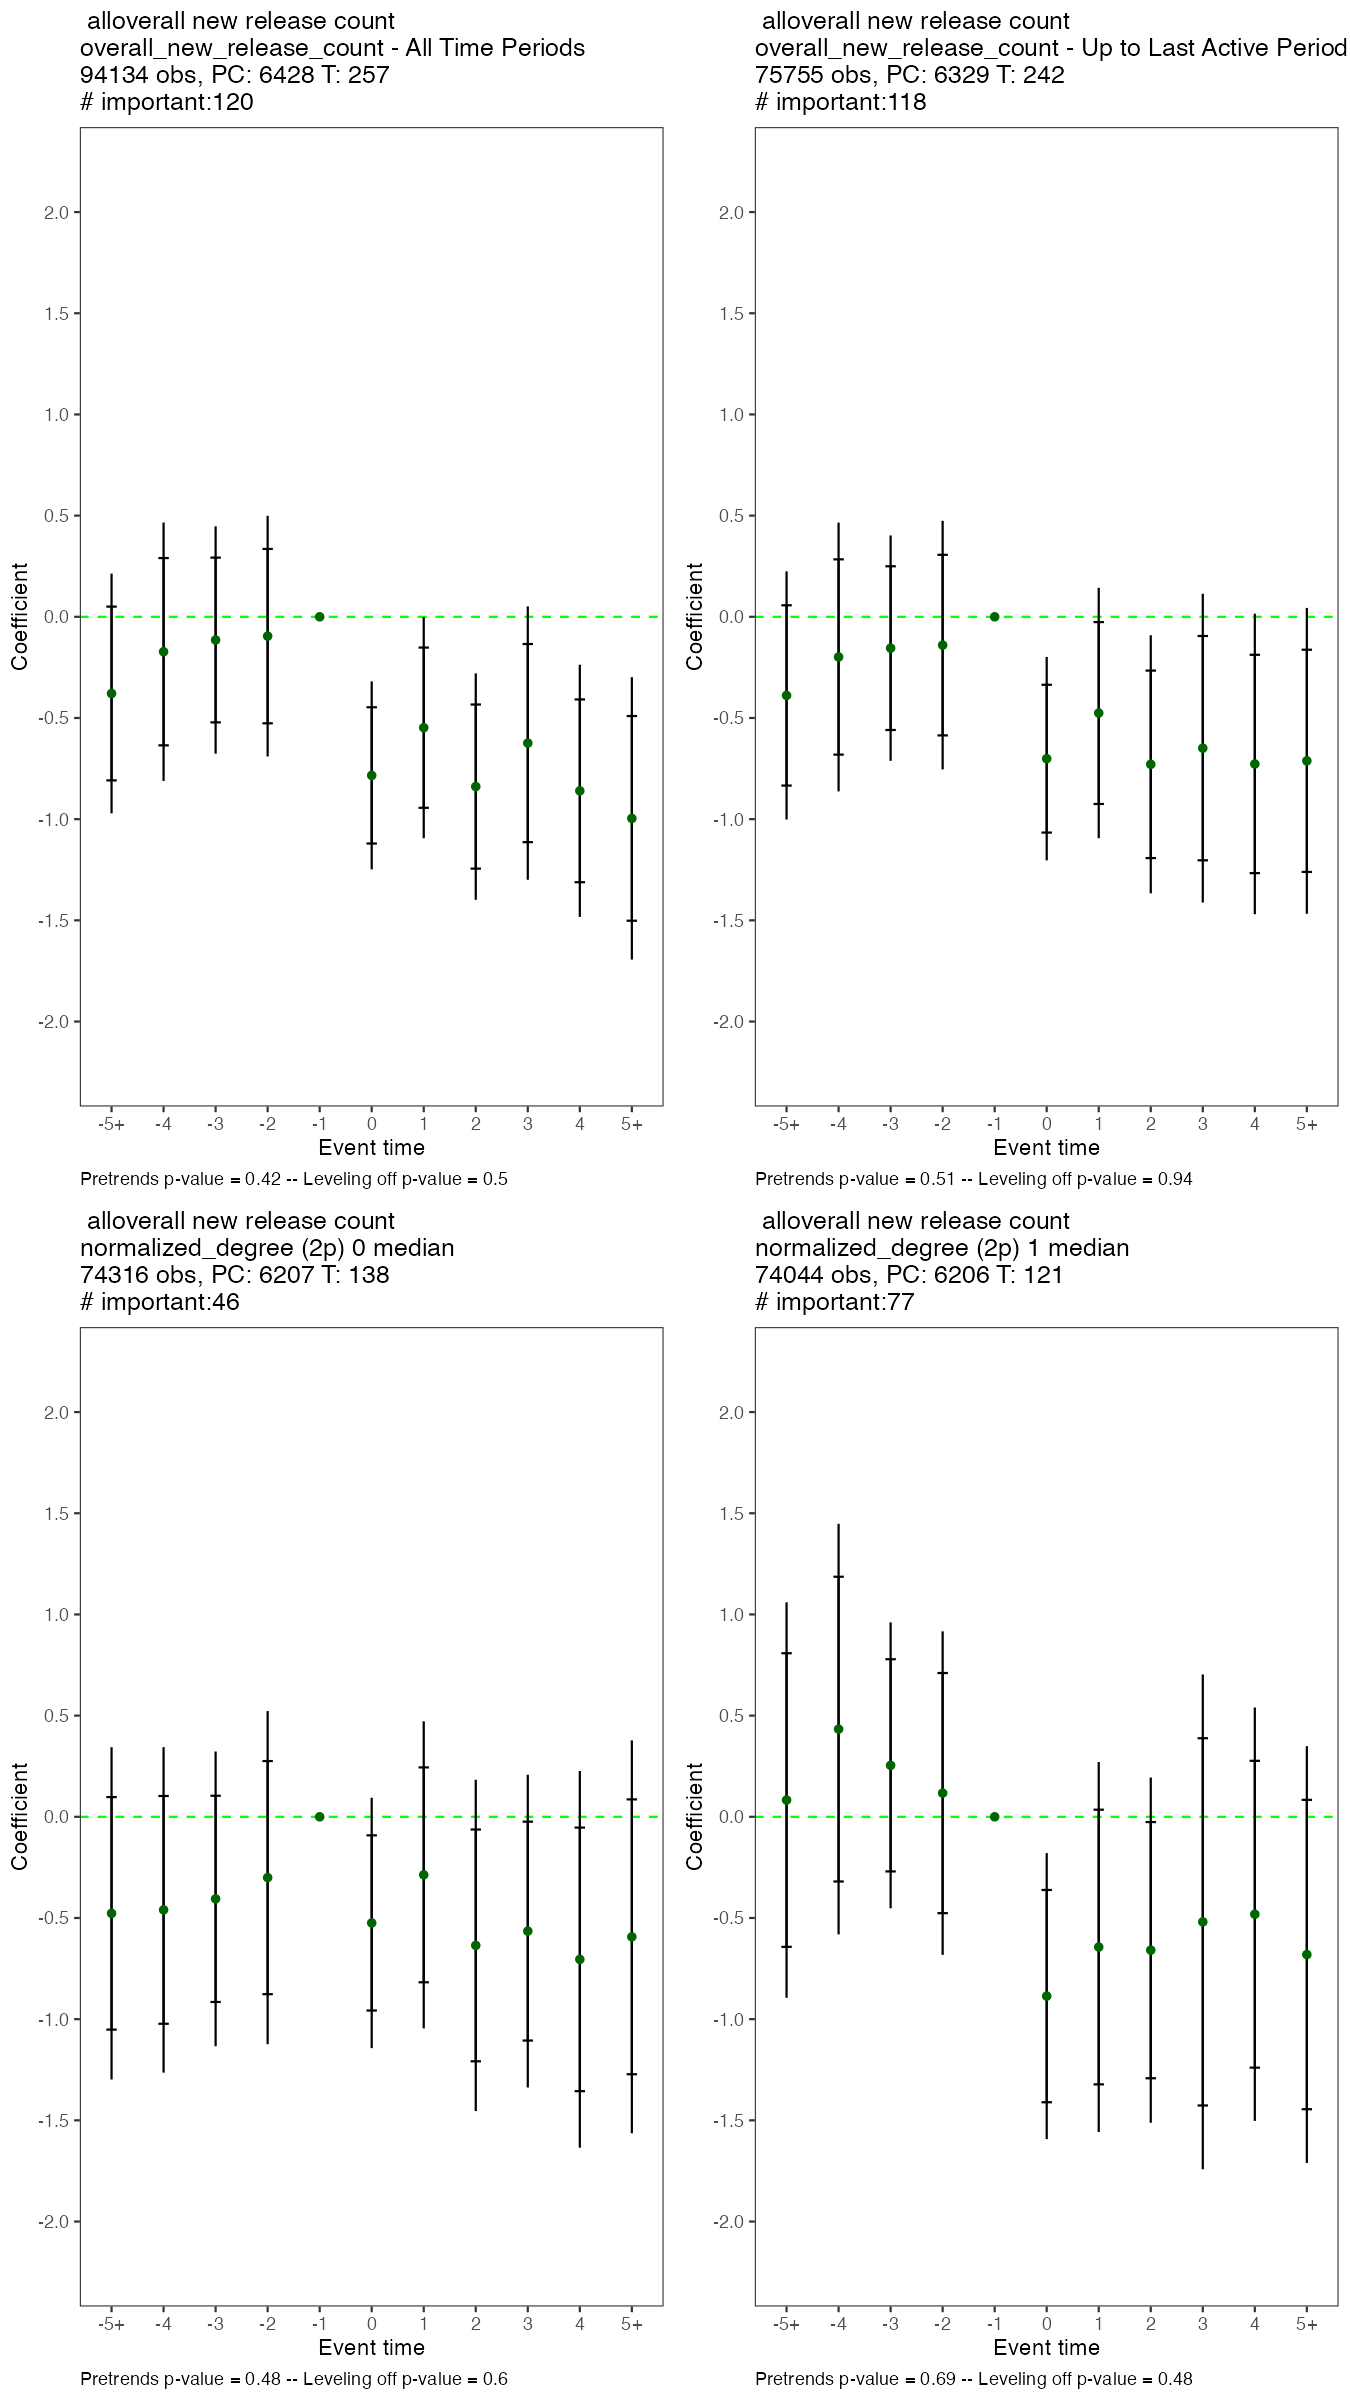 alloverall new release count
overall_new_release_count - All Time Periods
94134 obs, PC: 6428 T: 257
# important:120
2.0
1.5
1.0
0.5
0.0
-0.5
-1.0
-1.5
-2.0
Coefficient
-5+ -4 -3 -2 -1 0 1 2 3 4 5+
Event time
Pretrends p-value = 0.42 -- Leveling off p-value = 0.5
alloverall new release count
overall_new_release_count - Up to Last Active Period
75755 obs, PC: 6329 T: 242
# important:118
2.0
1.5
1.0
0.5
0.0
-0.5
-1.0
-1.5
-2.0
Coefficient
-5+ -4 -3 -2 -1 0 1 2 3 4 5+
Event time
Pretrends p-value = 0.51 -- Leveling off p-value = 0.94
alloverall new release count
normalized_degree (2p) 0 median
74316 obs, PC: 6207 T: 138
# important:46
2.0
1.5
1.0
0.5
0.0
-0.5
-1.0
-1.5
-2.0
Coefficient
-5+ -4 -3 -2 -1 0 1 2 3 4 5+
Event time
Pretrends p-value = 0.48 -- Leveling off p-value = 0.6
alloverall new release count
normalized_degree (2p) 1 median
74044 obs, PC: 6206 T: 121
# important:77
2.0
1.5
1.0
0.5
0.0
-0.5
-1.0
-1.5
-2.0
Coefficient
-5+ -4 -3 -2 -1 0 1 2 3 4 5+
Event time
Pretrends p-value = 0.69 -- Leveling off p-value = 0.48